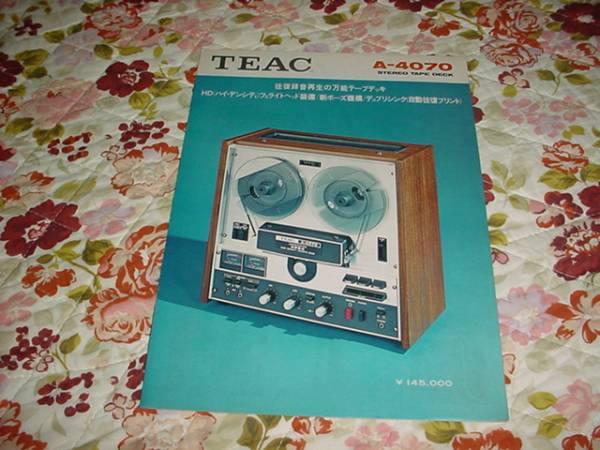 TEAC
A-4070
STEREO TAPE DECK
往復録音再生の万能テープデッキ
HD(ハイ・デンシティ)フェライトヘッド装備/新ポーズ機構/デュプリシンク(自動往復プリント)
¥145,000